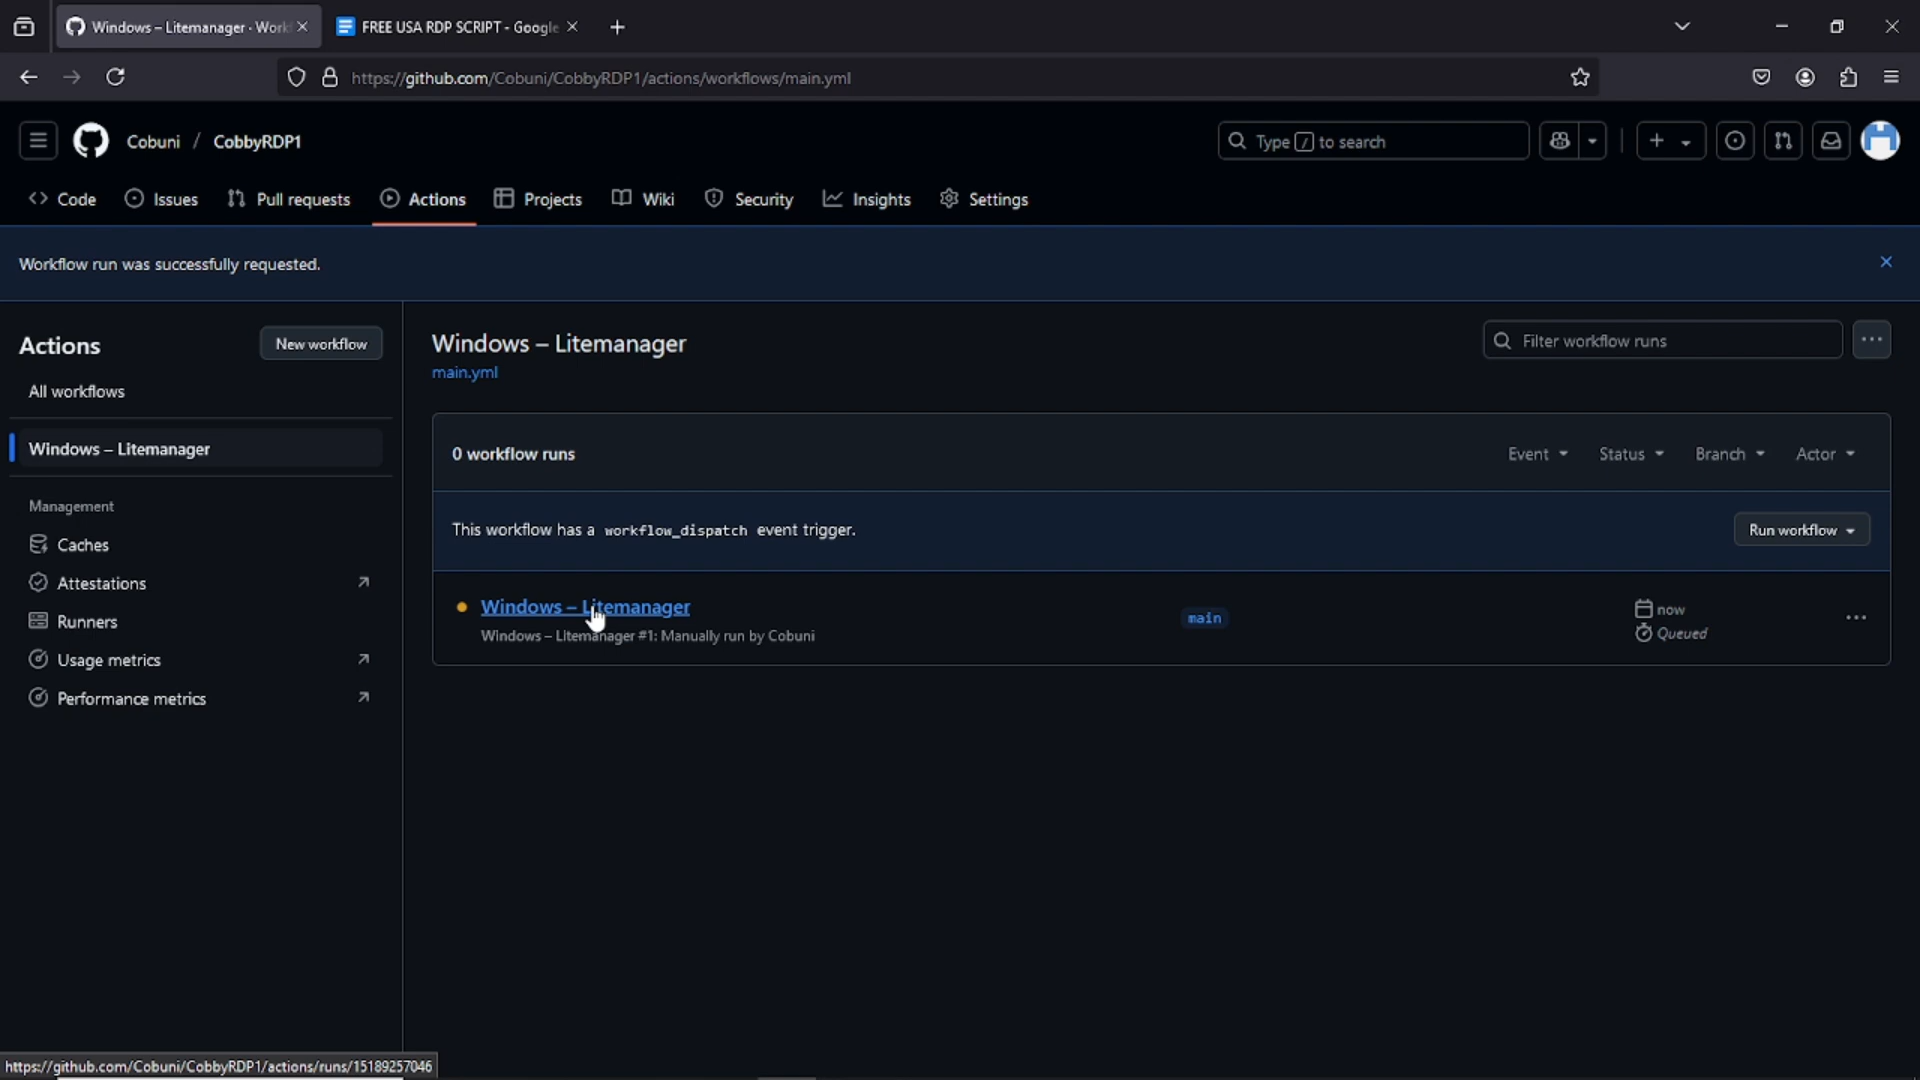 Windows – Litemanager · Work
FREE USA RDP SCRIPT - Google
https://github.com/Cobuni/CobbyRDP1/actions/workflows/main.yml
Cobuni / CobbyRDP1
Type / to search
Code
Issues
Pull requests
Actions
Projects
Wiki
Security
Insights
Settings
Workflow run was successfully requested.
Actions
New workflow
All workflows
Windows – Litemanager
Management
Caches
Attestations
Runners
Usage metrics
Performance metrics
Windows – Litemanager
main.yml
Filter workflow runs
0 workflow runs
Event
Status
Branch
Actor
This workflow has a workflow_dispatch event trigger.
Run workflow
Windows – Litemanager
Windows – Litemanager #1: Manually run by Cobuni
main
now
Queued
https://github.com/Cobuni/CobbyRDP1/actions/runs/15189257046